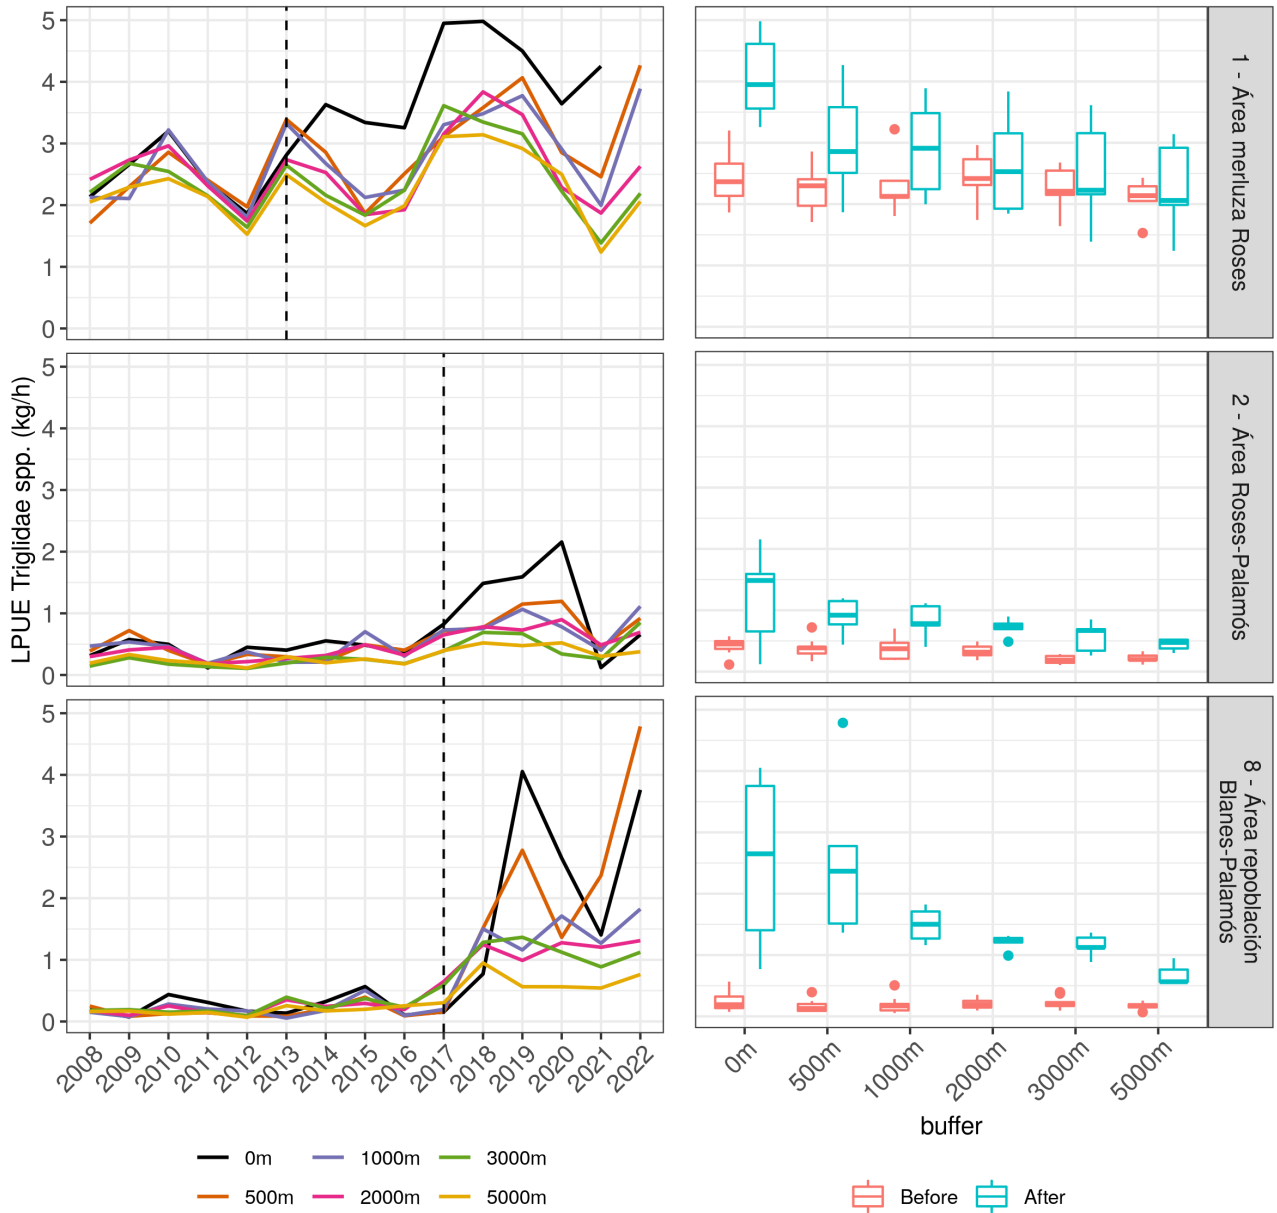 LPUE Triglidae spp. (kg/h)
5
4
3
2
1
0
1 - Área merluza Roses
5
4
3
2
1
0
2 - Área Roses-Palamós
5
4
3
2
1
0
8 - Área repoblación
Blanes-Palamós
2008 2009 2010 2011 2012 2013 2014 2015 2016 2017 2018 2019 2020 2021 2022
0m 500m 1000m 2000m 3000m 5000m
buffer
0m 1000m 3000m
500m 2000m 5000m
Before After